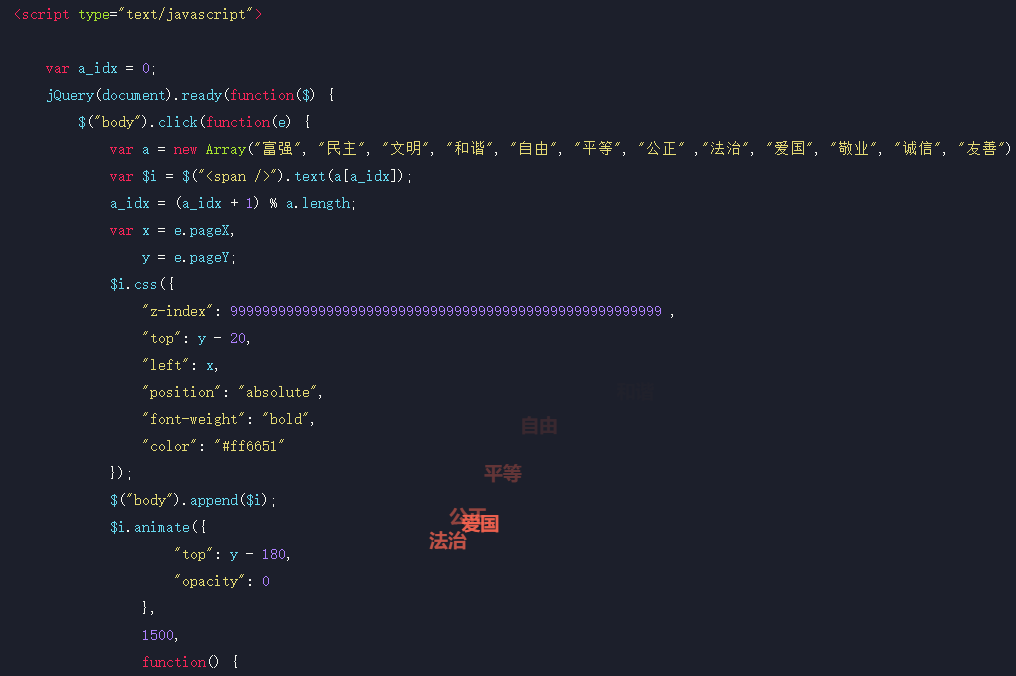 <script type="text/javascript">
var a_idx = 0;
jQuery(document).ready(function($) {
$("body").click(function(e) {
var a = new Array("富强", "民主", "文明", "和谐", "自由", "平等", "公正" ,"法治", "爱国", "敬业", "诚信", "友善")
var $i = $("<span />").text(a[a_idx]);
a_idx = (a_idx + 1) % a.length;
var x = e.pageX,
y = e.pageY;
$i.css({
"z-index": 999999999999999999999999999999999999999999999999999999 ,
"top": y - 20,
"left": x,
"position": "absolute",
自由
"font-weight": "bold",
"color": "#ff6651"
平等
});
$("body").append($i);
公正
爱国
$i.animate({
法治
"top": y - 180,
"opacity": 0
},
1500,
function() {